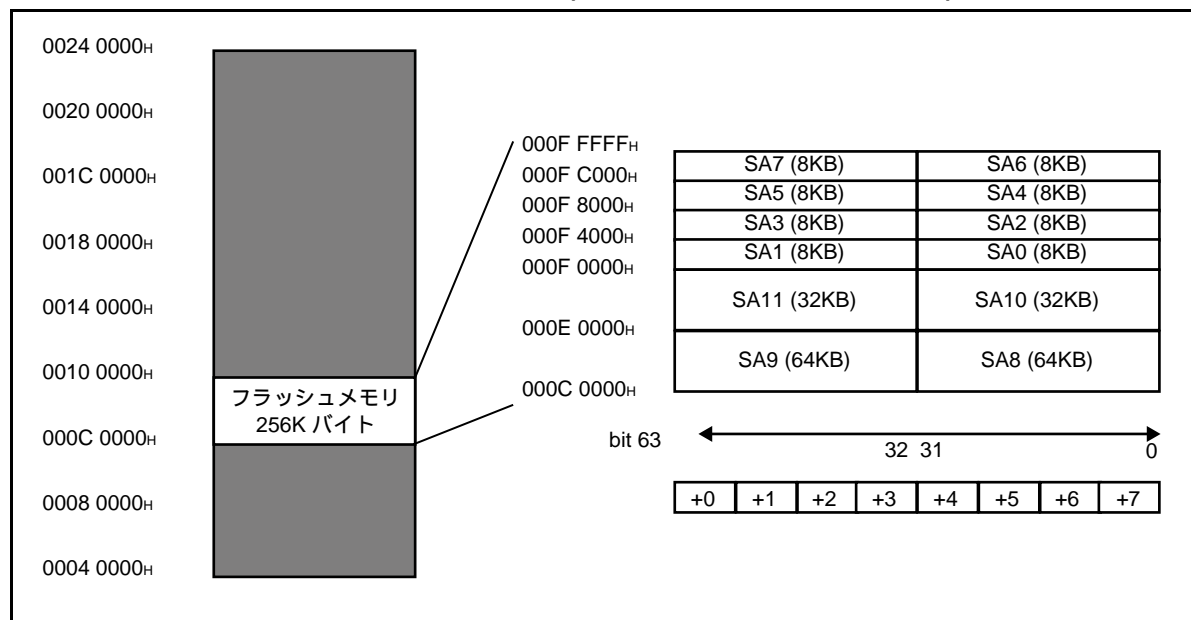 0024 0000H
0020 0000H
001C 0000H
0018 0000H
0014 0000H
0010 0000H
000C 0000H
0008 0000H
0004 0000H
フラッシュメモリ
256K バイト
000F FFFFH
000F C000H
000F 8000H
000F 4000H
000F 0000H
000E 0000H
000C 0000H
SA7 (8KB) SA6 (8KB)
SA5 (8KB) SA4 (8KB)
SA3 (8KB) SA2 (8KB)
SA1 (8KB) SA0 (8KB)
SA11 (32KB) SA10 (32KB)
SA9 (64KB) SA8 (64KB)
bit 63 32 31 0
+0 +1 +2 +3 +4 +5 +6 +7